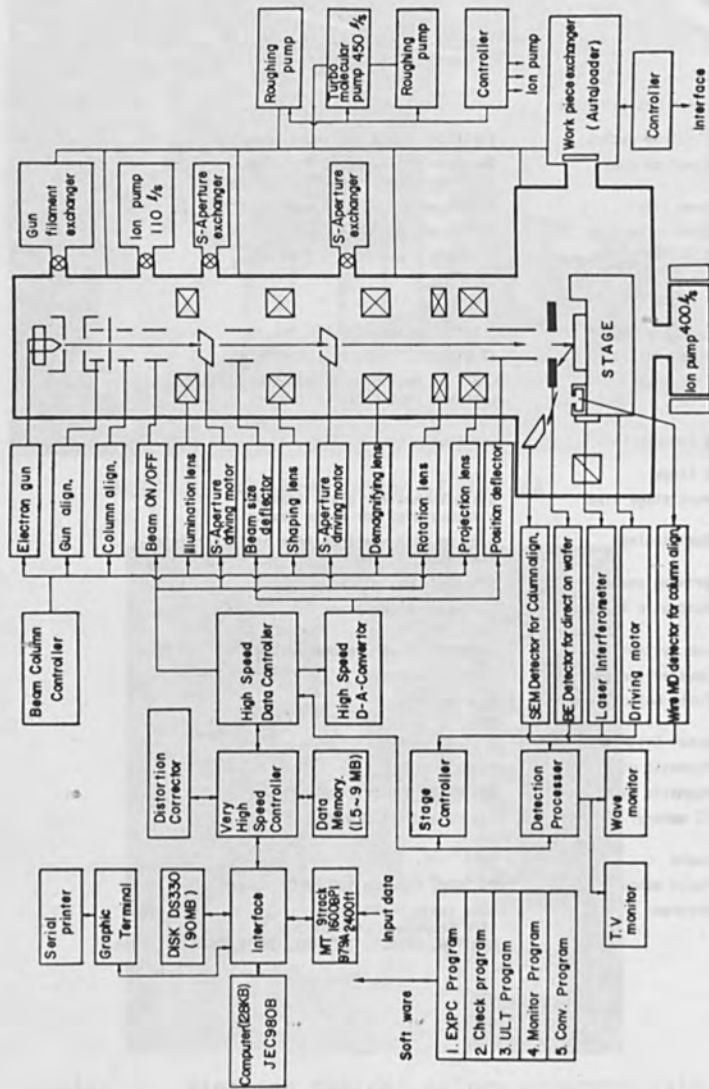 Roughing
pump
Turbo
molecular
pump 450 ℓ/s
Roughing
pump
Controller
Ion pump
Work piece exchanger
(Autoloader)
Controller
Interface
Gun
filament
exchanger
Ion pump
110 ℓ/s
S-Aperture
exchanger
S-Aperture
exchanger
STAGE
Ion pump 400 ℓ/s
Electron gun
Gun align.
Column align.
Beam ON/OFF
Illumination lens
S-Aperture
driving motor
Beam size
deflector
Shaping lens
S-Aperture
driving motor
Demagnifying lens
Rotation lens
Projection lens
Position deflector
SEM Detector for Column align.
BE Detector for direct on wafer
Laser Interferometer
Driving motor
Wire MD detector for column align.
Beam Column
Controller
High Speed
Data Controller
High Speed
D-A-Convertor
Distortion
Corrector
Very
High
Speed
Controller
Data
Memory.
(1.5~9 MB)
Stage
Controller
Detection
Processer
Wave
monitor
T.V
monitor
Serial
printer
Graphic
Terminal
DISK DS330
(90MB)
Interface
MT 9track
1600BPI
979A 2400ft
Input data
Computer(128KB)
JEC980B
Soft ware
1. EXPC Program
2. Check program
3. ULT Program
4. Monitor Program
5. Conv. Program